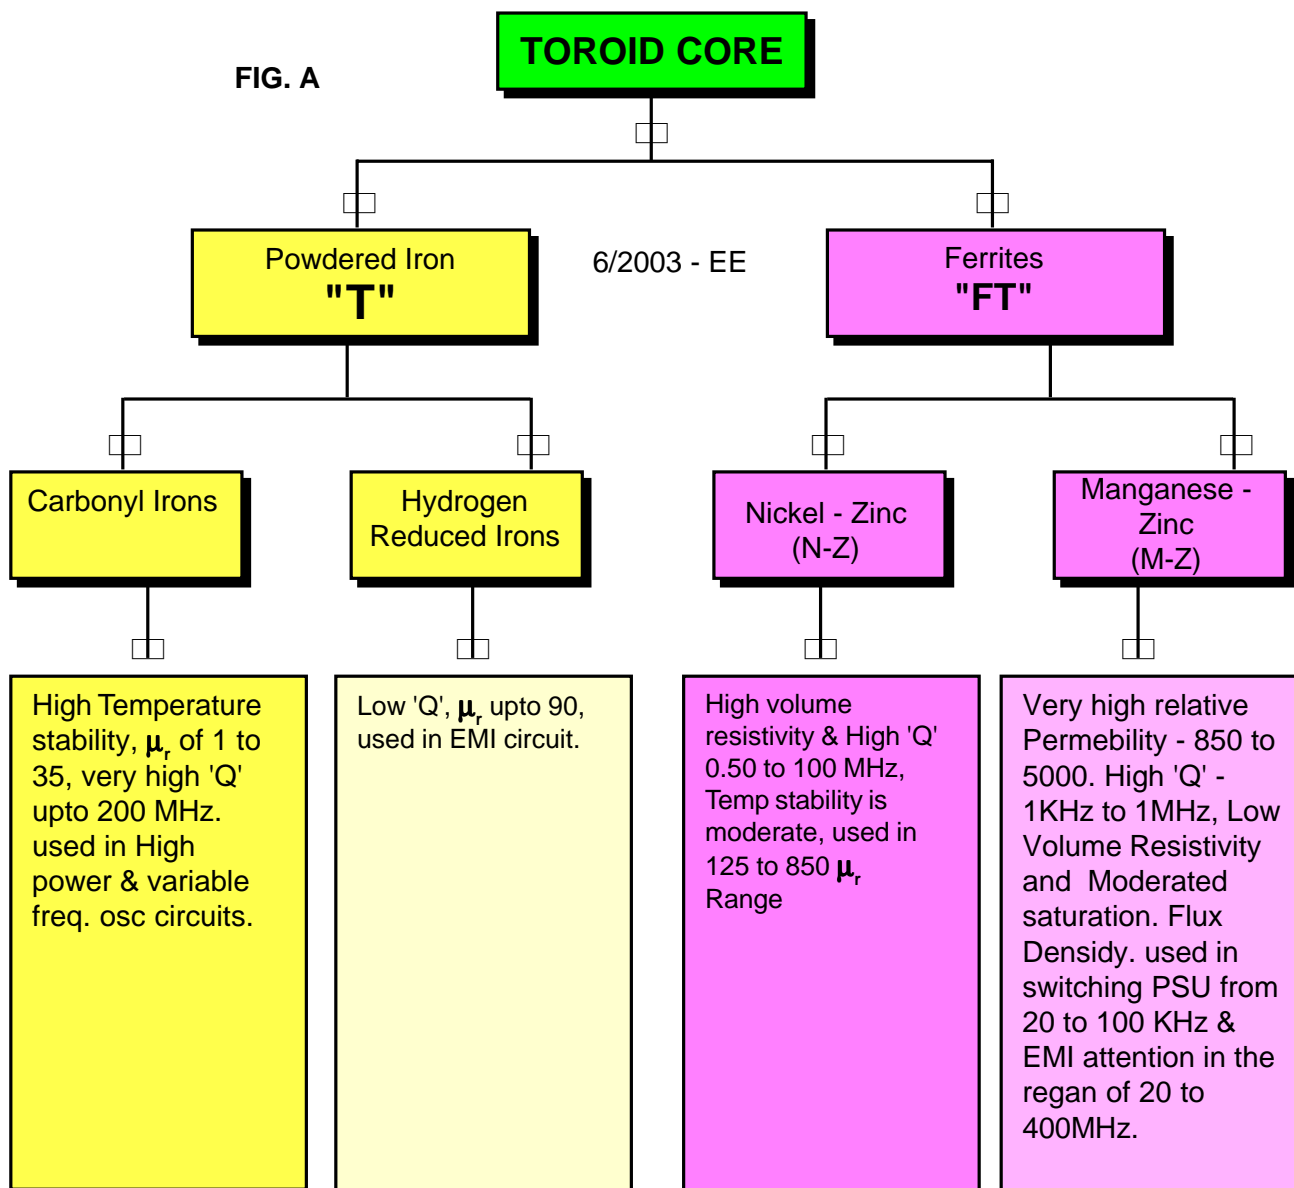 TOROID CORE
FIG. A
Powdered Iron
"T"
6/2003 - EE
Ferrites
"FT"
Carbonyl Irons
Hydrogen
Reduced Irons
Nickel - Zinc
(N-Z)
Manganese -
Zinc
(M-Z)
High Temperature
stability, μr of 1 to
35, very high 'Q'
upto 200 MHz.
used in High
power & variable
freq. osc circuits.
Low 'Q', μr upto 90,
used in EMI circuit.
High volume
resistivity & High 'Q'
0.50 to 100 MHz,
Temp stability is
moderate, used in
125 to 850 μr
Range
Very high relative
Permebility - 850 to
5000. High 'Q' -
1KHz to 1MHz, Low
Volume Resistivity
and Moderated
saturation. Flux
Densidy. used in
switching PSU from
20 to 100 KHz &
EMI attention in the
regan of 20 to
400MHz.